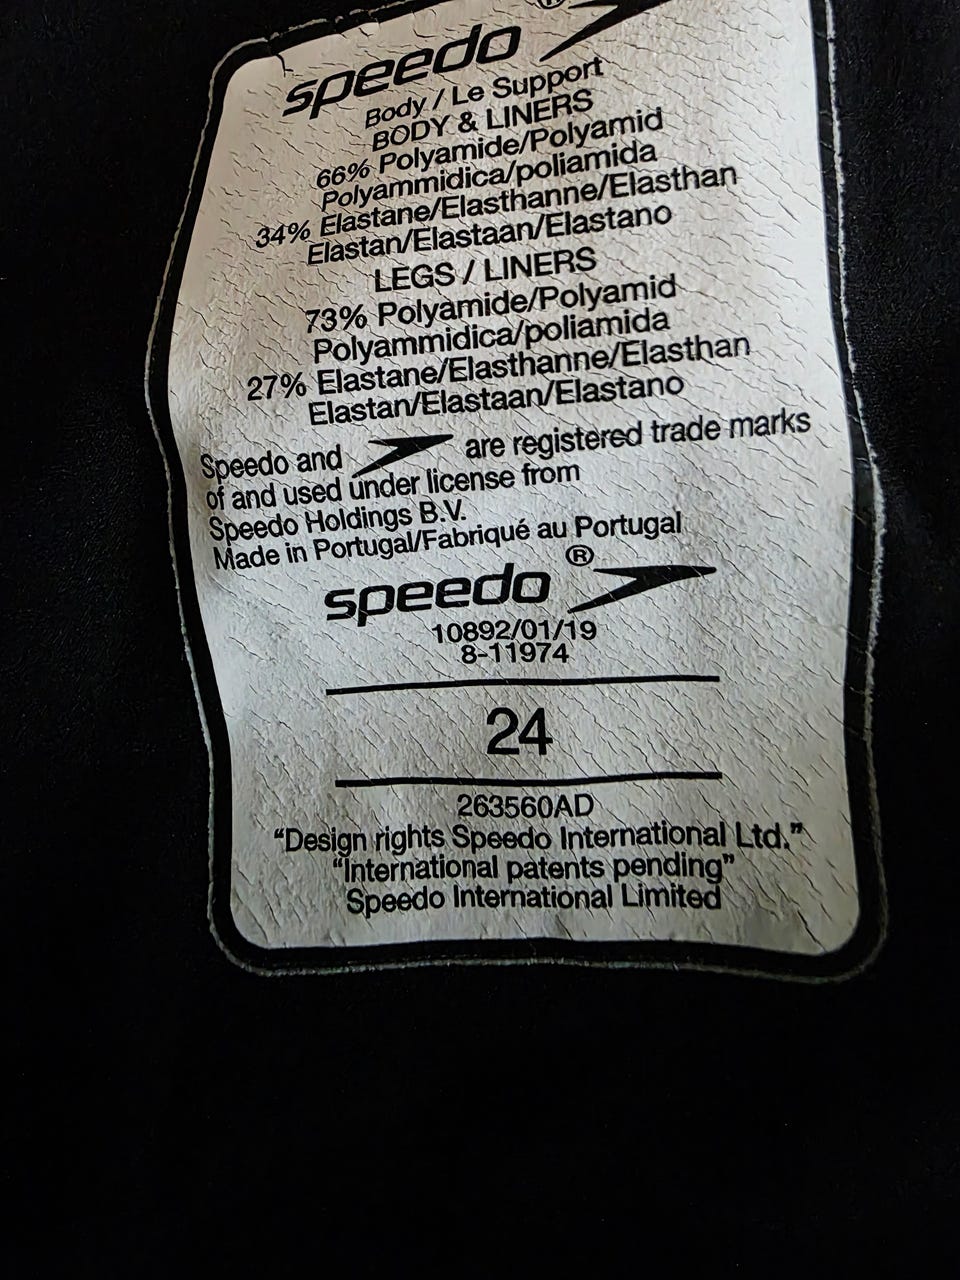 speedo ®
Body / Le Support
BODY & LINERS
66% Polyamide/Polyamid
Polyammidica/poliamida
34% Elastane/Elasthanne/Elasthan
Elastan/Elastaan/Elastano
LEGS / LINERS
73% Polyamide/Polyamid
Polyammidica/poliamida
27% Elastane/Elasthanne/Elasthan
Elastan/Elastaan/Elastano
Speedo and are registered trade marks
of and used under license from
Speedo Holdings B.V.
Made in Portugal/Fabriqué au Portugal
speedo ®
10892/01/19
8-11974
24
263560AD
“Design rights Speedo International Ltd.”
“International patents pending”
Speedo International Limited